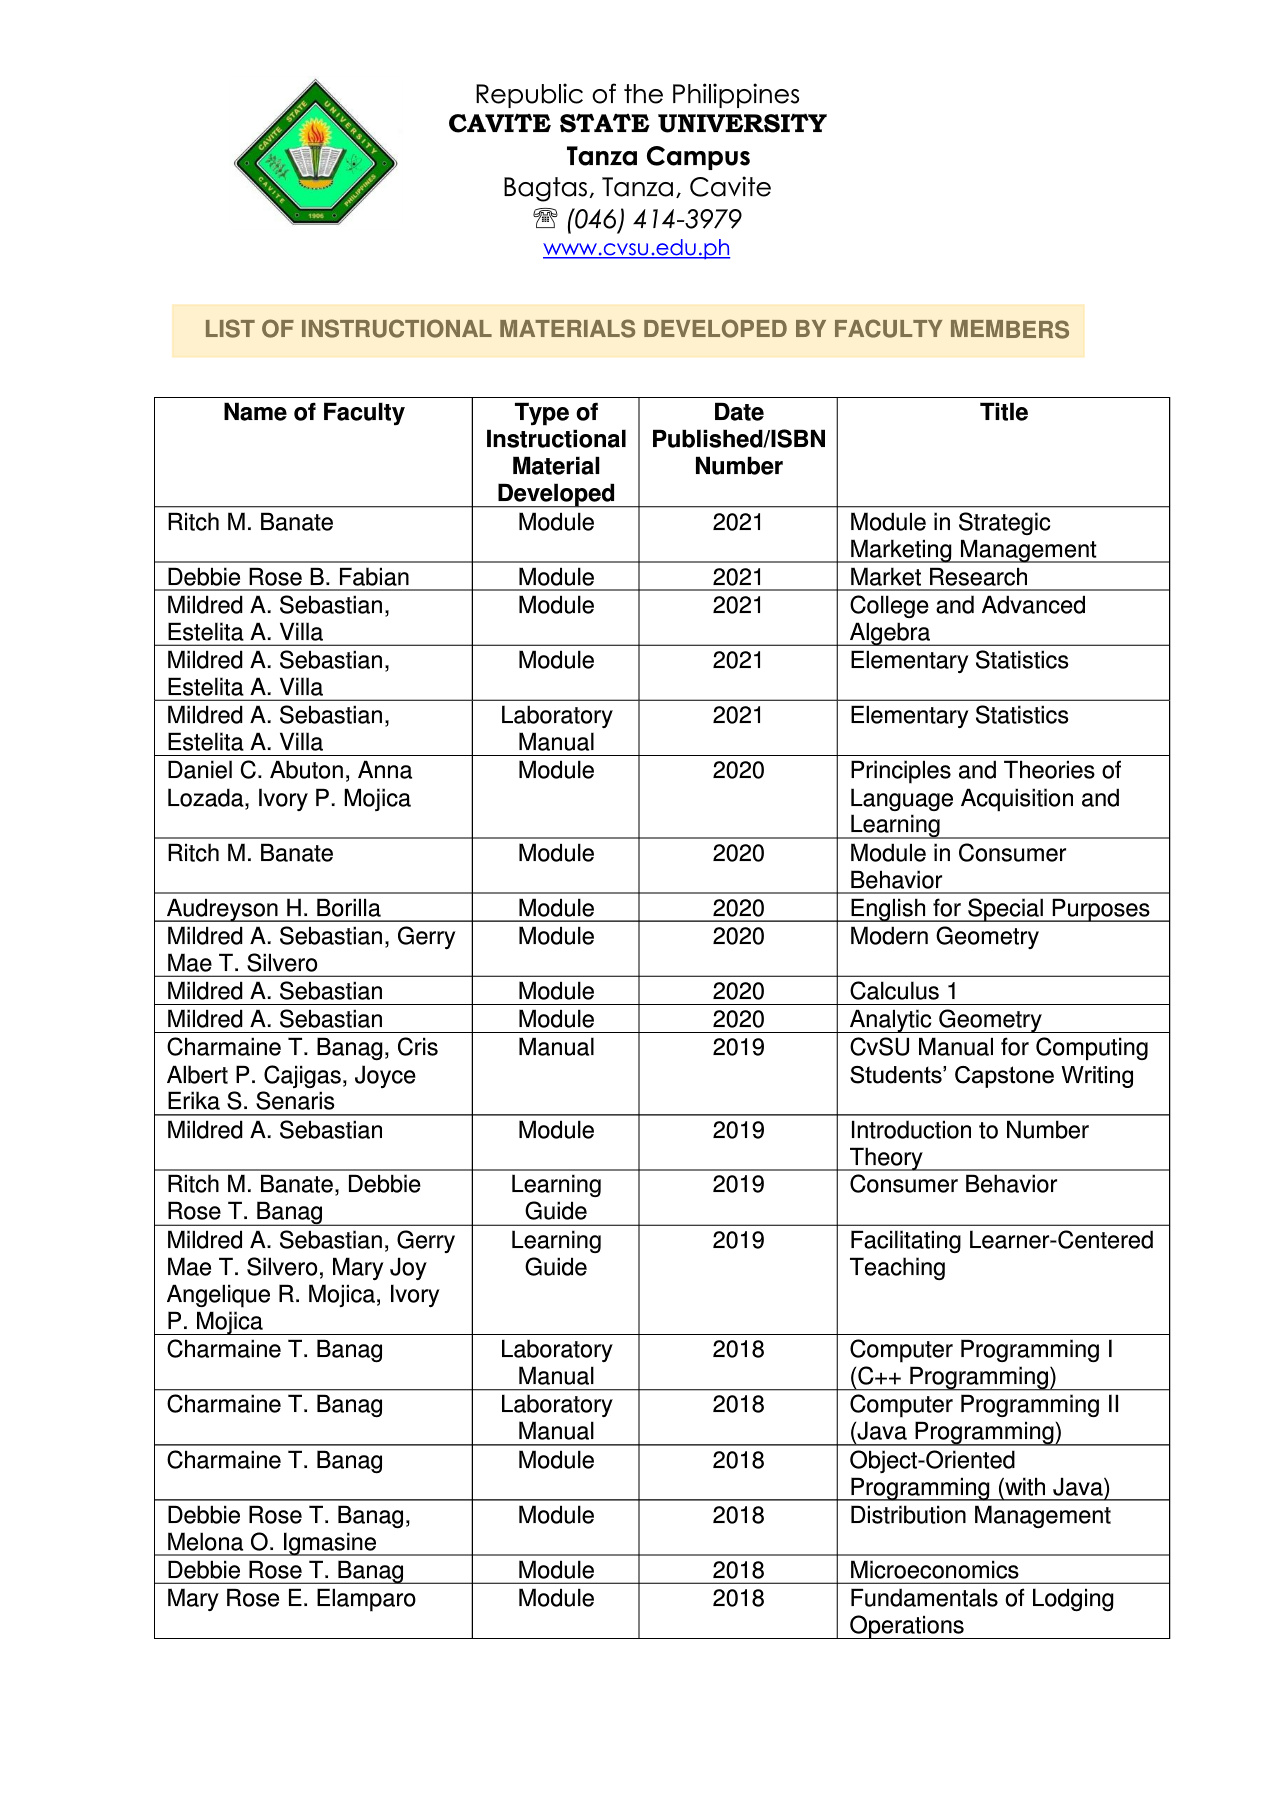 CAVITE STATE UNIVERSITY
CAVITE
PHILIPPINES
1906
Republic of the Philippines
CAVITE STATE UNIVERSITY
Tanza Campus
Bagtas, Tanza, Cavite
☏ (046) 414-3979
www.cvsu.edu.ph
LIST OF INSTRUCTIONAL MATERIALS DEVELOPED BY FACULTY MEMBERS
Name of Faculty
Type of
Instructional
Material
Developed
Date
Published/ISBN
Number
Title
Ritch M. Banate
Module
2021
Module in Strategic
Marketing Management
Debbie Rose B. Fabian
Module
2021
Market Research
Mildred A. Sebastian,
Estelita A. Villa
Module
2021
College and Advanced
Algebra
Mildred A. Sebastian,
Estelita A. Villa
Module
2021
Elementary Statistics
Mildred A. Sebastian,
Estelita A. Villa
Laboratory
Manual
2021
Elementary Statistics
Daniel C. Abuton, Anna
Lozada, Ivory P. Mojica
Module
2020
Principles and Theories of
Language Acquisition and
Learning
Ritch M. Banate
Module
2020
Module in Consumer
Behavior
Audreyson H. Borilla
Module
2020
English for Special Purposes
Mildred A. Sebastian, Gerry
Mae T. Silvero
Module
2020
Modern Geometry
Mildred A. Sebastian
Module
2020
Calculus 1
Mildred A. Sebastian
Module
2020
Analytic Geometry
Charmaine T. Banag, Cris
Albert P. Cajigas, Joyce
Erika S. Senaris
Manual
2019
CvSU Manual for Computing
Students’ Capstone Writing
Mildred A. Sebastian
Module
2019
Introduction to Number
Theory
Ritch M. Banate, Debbie
Rose T. Banag
Learning
Guide
2019
Consumer Behavior
Mildred A. Sebastian, Gerry
Mae T. Silvero, Mary Joy
Angelique R. Mojica, Ivory
P. Mojica
Learning
Guide
2019
Facilitating Learner-Centered
Teaching
Charmaine T. Banag
Laboratory
Manual
2018
Computer Programming I
(C++ Programming)
Charmaine T. Banag
Laboratory
Manual
2018
Computer Programming II
(Java Programming)
Charmaine T. Banag
Module
2018
Object-Oriented
Programming (with Java)
Debbie Rose T. Banag,
Melona O. Igmasine
Module
2018
Distribution Management
Debbie Rose T. Banag
Module
2018
Microeconomics
Mary Rose E. Elamparo
Module
2018
Fundamentals of Lodging
Operations